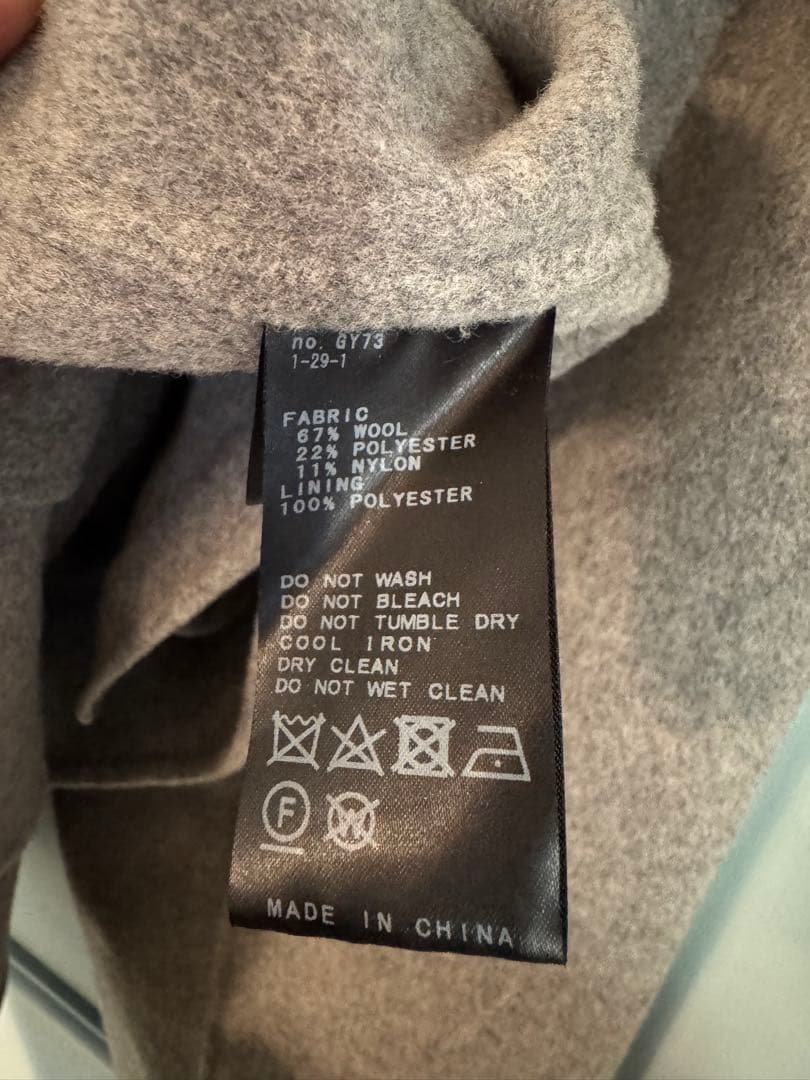 no. GY73
1-29-1
FABRIC
67% WOOL
22% POLYESTER
11% NYLON
LINING
100% POLYESTER
DO NOT WASH
DO NOT BLEACH
DO NOT TUMBLE DRY
COOL IRON
DRY CLEAN
DO NOT WET CLEAN
F W
MADE IN CHINA